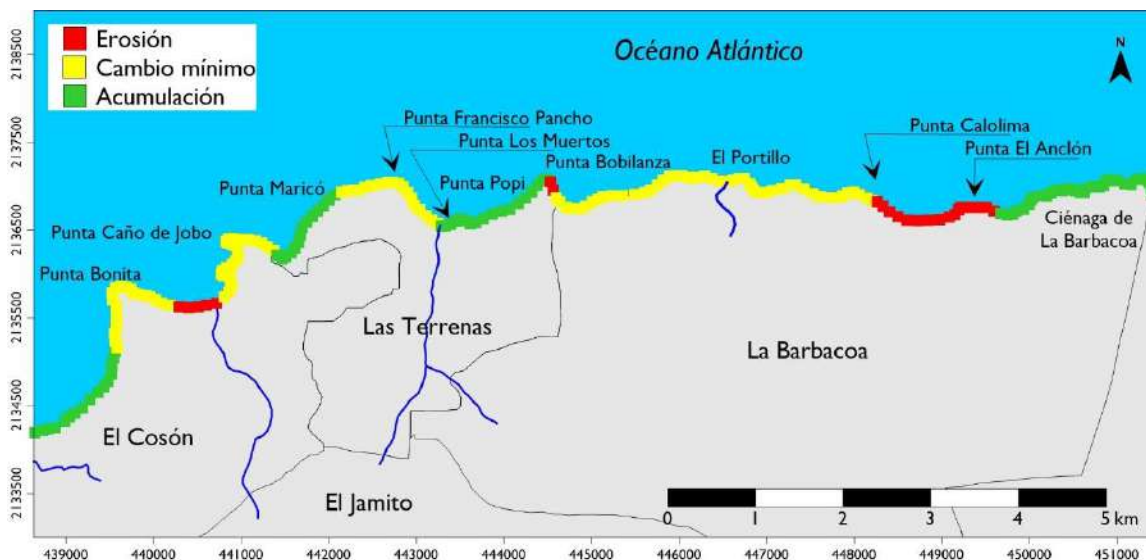 Erosión
Cambio mínimo
Acumulación
Océano Atlántico
N
Punta Francisco Pancho
Punta Los Muertos
Punta Calolima
Punta El Anclón
Punta Maricó
Punta Popi
Punta Bobilanza
El Portillo
Punta Caño de Jobo
Ciénaga de
La Barbacoa
Punta Bonita
Las Terrenas
La Barbacoa
El Cosón
El Jamito
0 1 2 3 4 5 km
2138500
2137500
2136500
2135500
2134500
2133500
439000 440000 441000 442000 443000 444000 445000 446000 447000 448000 449000 450000 451000